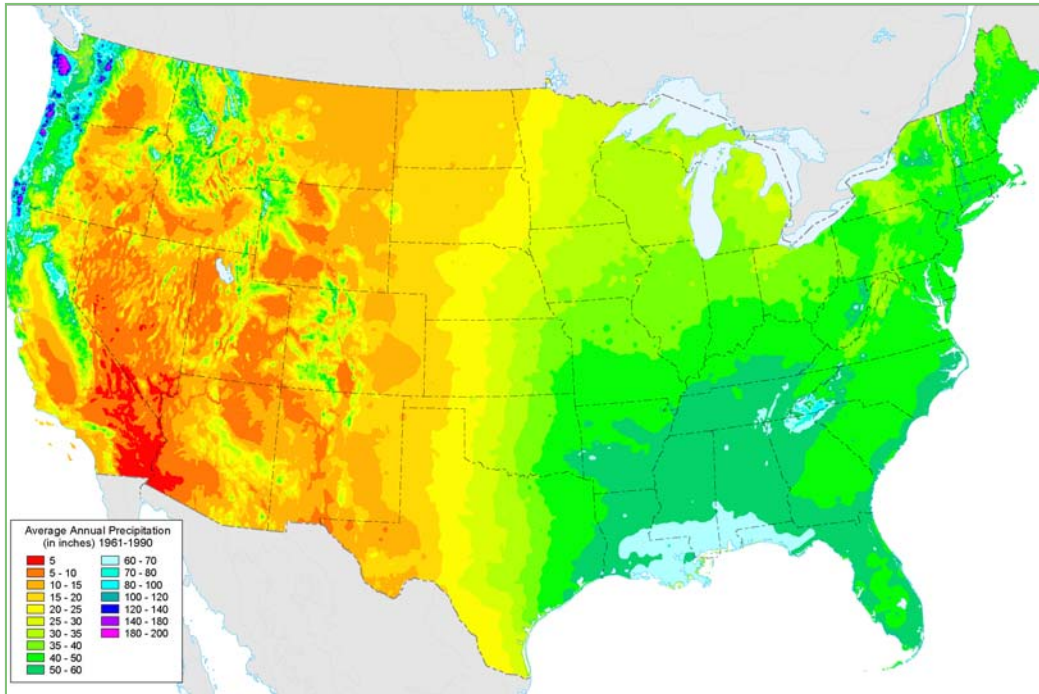 Average Annual Precipitation
(in inches) 1961-1990
5
5 - 10
10 - 15
15 - 20
20 - 25
25 - 30
30 - 35
35 - 40
40 - 50
50 - 60
60 - 70
70 - 80
80 - 100
100 - 120
120 - 140
140 - 180
180 - 200